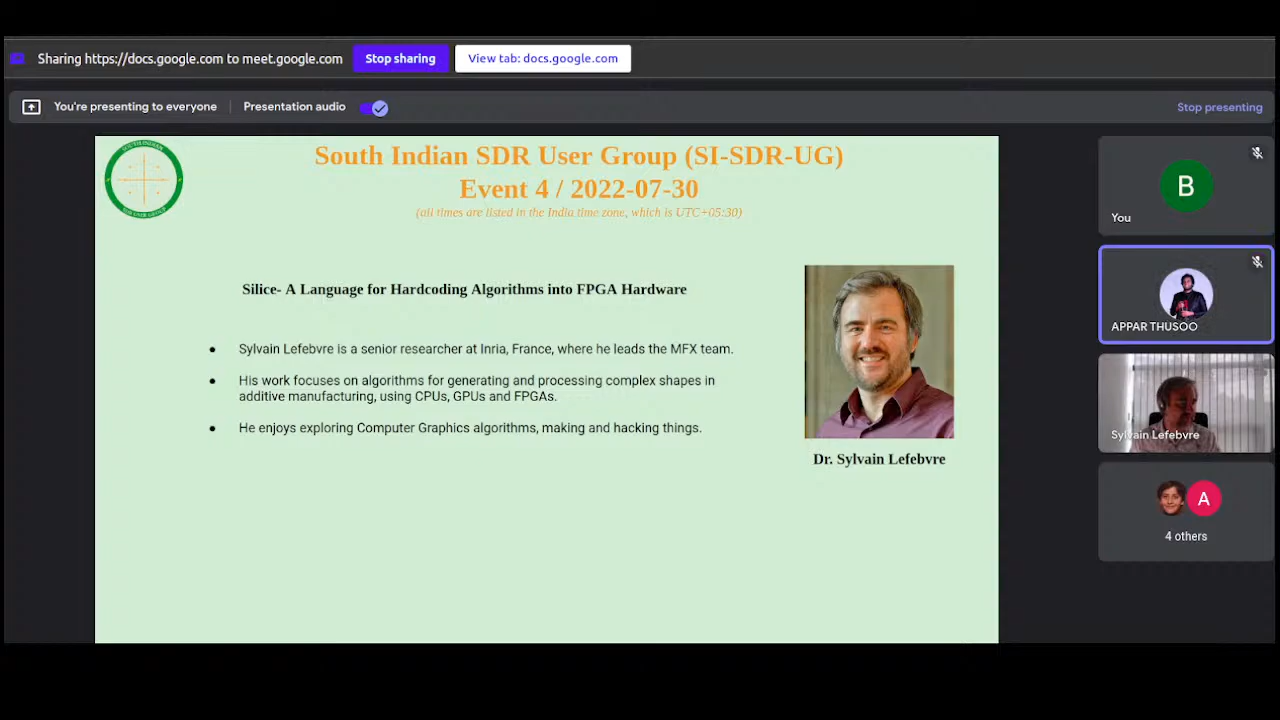 Sharing https://docs.google.com to meet.google.com
Stop sharing
View tab: docs.google.com
You're presenting to everyone
Presentation audio
Stop presenting
SOUTH INDIAN
SDR USER GROUP
South Indian SDR User Group (SI-SDR-UG)
Event 4 / 2022-07-30
(all times are listed in the India time zone, which is UTC+05:30)
Silice- A Language for Hardcoding Algorithms into FPGA Hardware
● Sylvain Lefebvre is a senior researcher at Inria, France, where he leads the MFX team.
● His work focuses on algorithms for generating and processing complex shapes in
additive manufacturing, using CPUs, GPUs and FPGAs.
● He enjoys exploring Computer Graphics algorithms, making and hacking things.
Dr. Sylvain Lefebvre
B
You
APPAR THUSOO
Sylvain Lefebvre
A
4 others